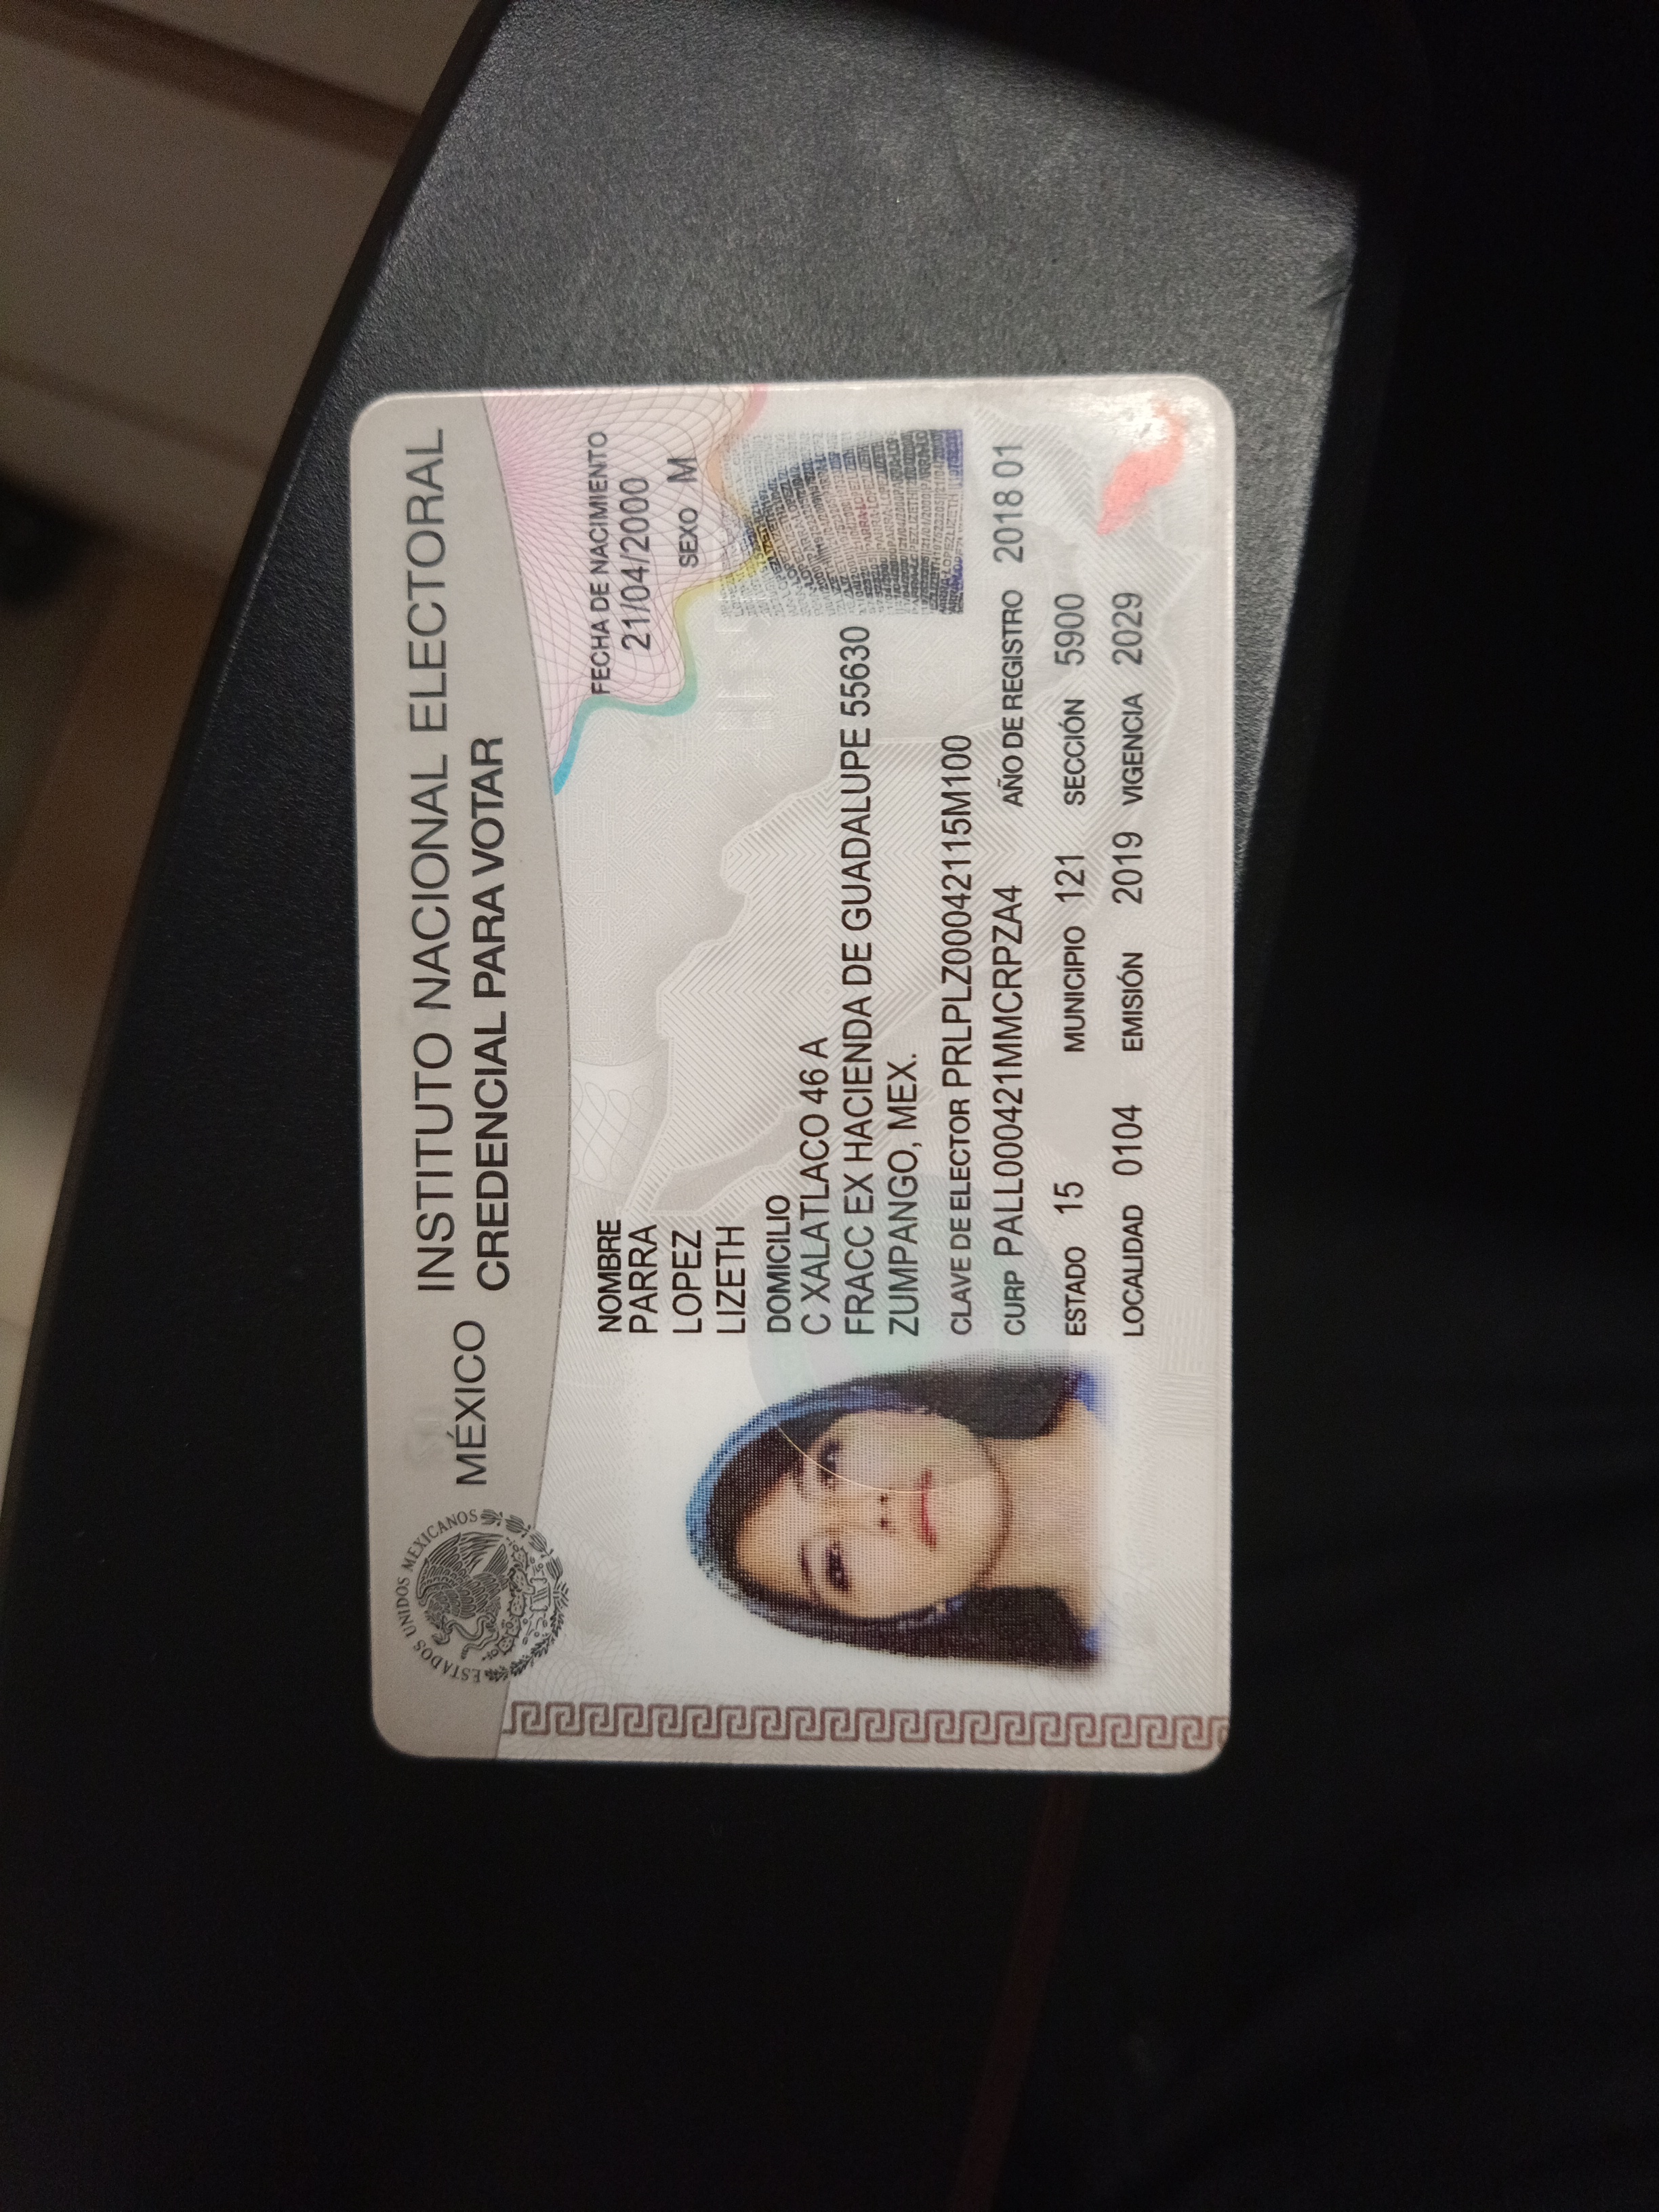 ESTADOS UNIDOS MEXICANOS
MÉXICO INSTITUTO NACIONAL ELECTORAL
CREDENCIAL PARA VOTAR
NOMBRE
PARRA
LOPEZ
LIZETH
FECHA DE NACIMIENTO
21/04/2000
SEXO M
DOMICILIO
C XALATLACO 46 A
FRACC EX HACIENDA DE GUADALUPE 55630
ZUMPANGO, MEX.
CLAVE DE ELECTOR PRLPLZ00042115M100
CURP PALL000421MMCRPZA4 AÑO DE REGISTRO 2018 01
ESTADO 15 MUNICIPIO 121 SECCIÓN 5900
LOCALIDAD 0104 EMISIÓN 2019 VIGENCIA 2029